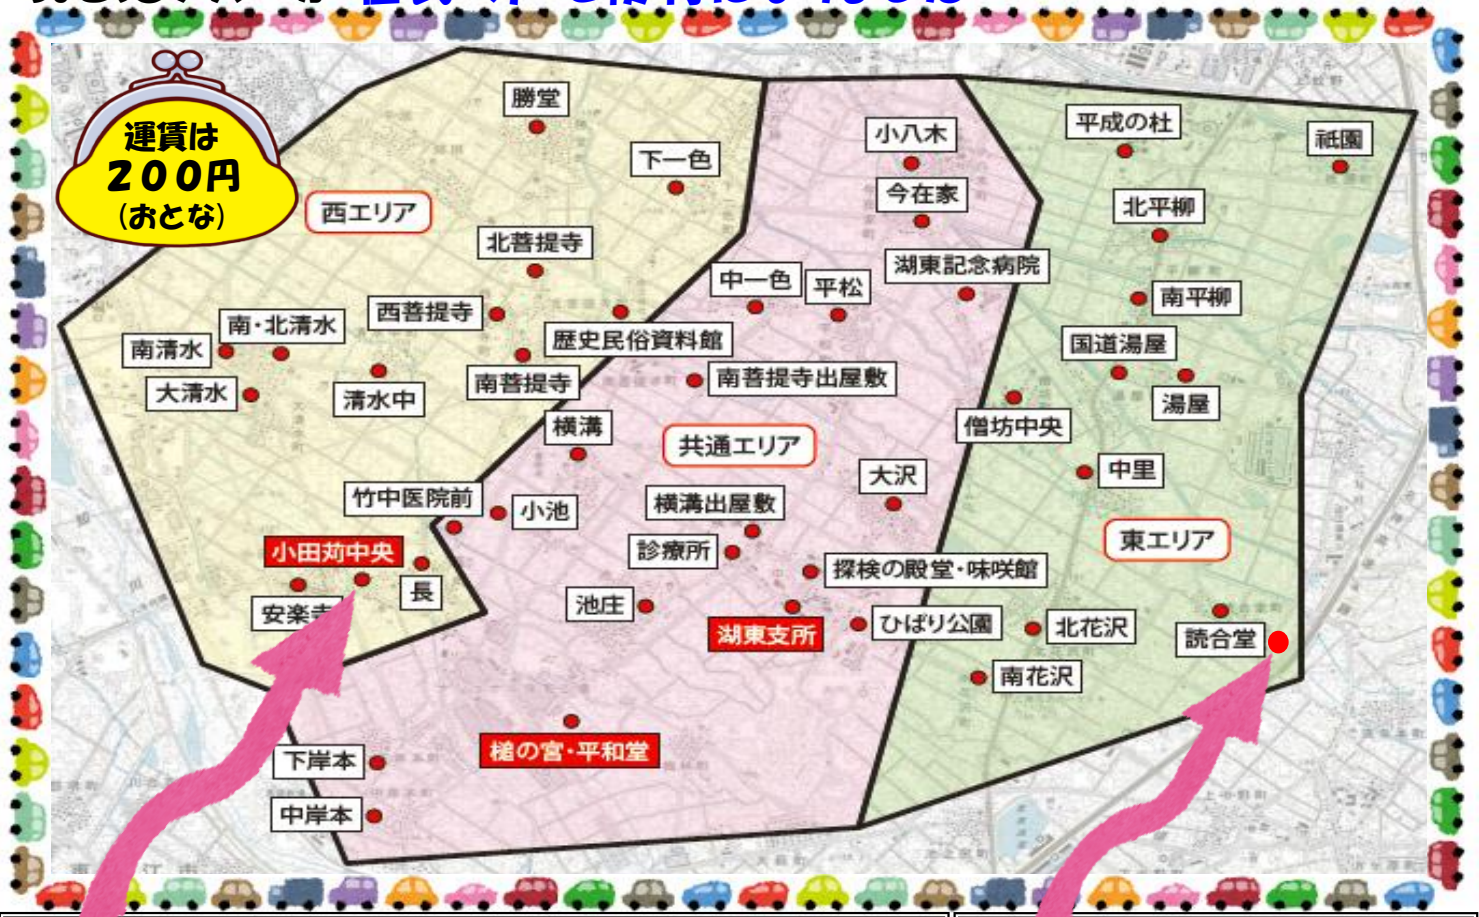 運賃は
200円
(おとな)
勝堂
下一色
小八木
平成の杜
祇園
今在家
西エリア
北平柳
北菩提寺
湖東記念病院
中一色
平松
南平柳
西菩提寺
南・北清水
歴史民俗資料館
南清水
国道湯屋
南菩提寺
南菩提寺出屋敷
大清水
清水中
湯屋
横溝
僧坊中央
共通エリア
中里
大沢
竹中医院前
小池
横溝出屋敷
東エリア
小田苅中央
診療所
探検の殿堂・味咲館
長
池庄
安楽寺
湖東支所
ひばり公園
北花沢
読合堂
南花沢
槌の宮・平和堂
下岸本
中岸本